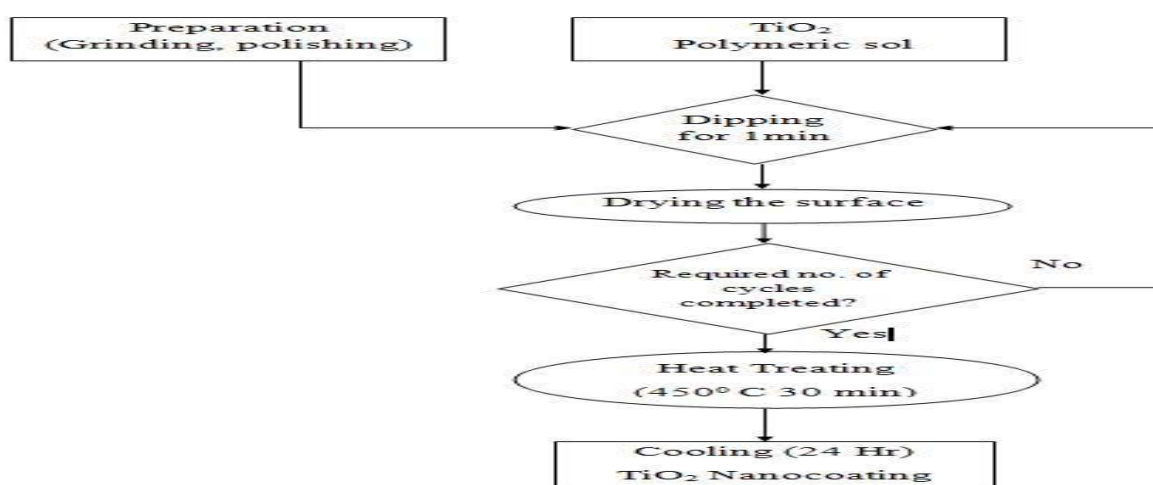 Preparation
(Grinding, polishing)
TiO₂
Polymeric sol
Dipping
for 1min
Drying the surface
Required no. of
cycles
completed?
No
Yes
Heat Treating
(450⁰ C 30 min)
Cooling (24 Hr)
TiO₂ Nanocoating